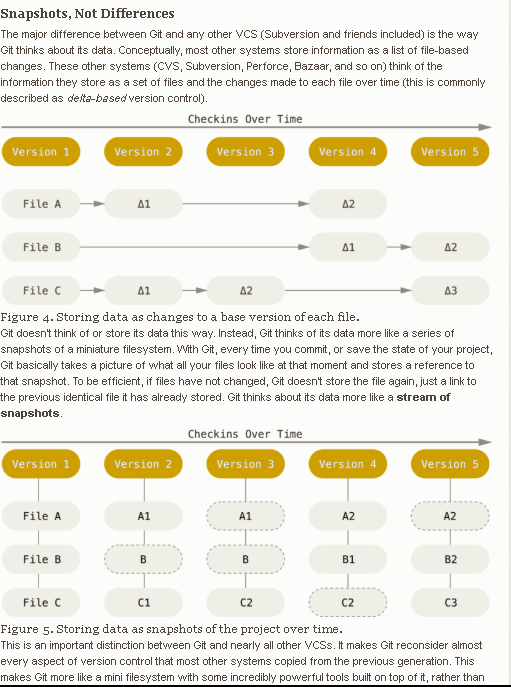 Snapshots, Not Differences
The major difference between Git and any other VCS (Subversion and friends included) is the way
Git thinks about its data. Conceptually, most other systems store information as a list of file-based
changes. These other systems (CVS, Subversion, Perforce, Bazaar, and so on) think of the
information they store as a set of files and the changes made to each file over time (this is commonly
described as delta-based version control).
Checkins Over Time
Version 1 Version 2 Version 3 Version 4 Version 5
File A Δ1 Δ2
File B Δ1 Δ2
File C Δ1 Δ2 Δ3
Figure 4. Storing data as changes to a base version of each file.
Git doesn't think of or store its data this way. Instead, Git thinks of its data more like a series of
snapshots of a miniature filesystem. With Git, every time you commit, or save the state of your project,
Git basically takes a picture of what all your files look like at that moment and stores a reference to
that snapshot. To be efficient, if files have not changed, Git doesn't store the file again, just a link to
the previous identical file it has already stored. Git thinks about its data more like a stream of
snapshots.
Checkins Over Time
Version 1 Version 2 Version 3 Version 4 Version 5
File A A1 A1 A2 A2
File B B B B1 B2
File C C1 C2 C2 C3
Figure 5. Storing data as snapshots of the project over time.
This is an important distinction between Git and nearly all other VCSs. It makes Git reconsider almost
every aspect of version control that most other systems copied from the previous generation. This
makes Git more like a mini filesystem with some incredibly powerful tools built on top of it, rather than